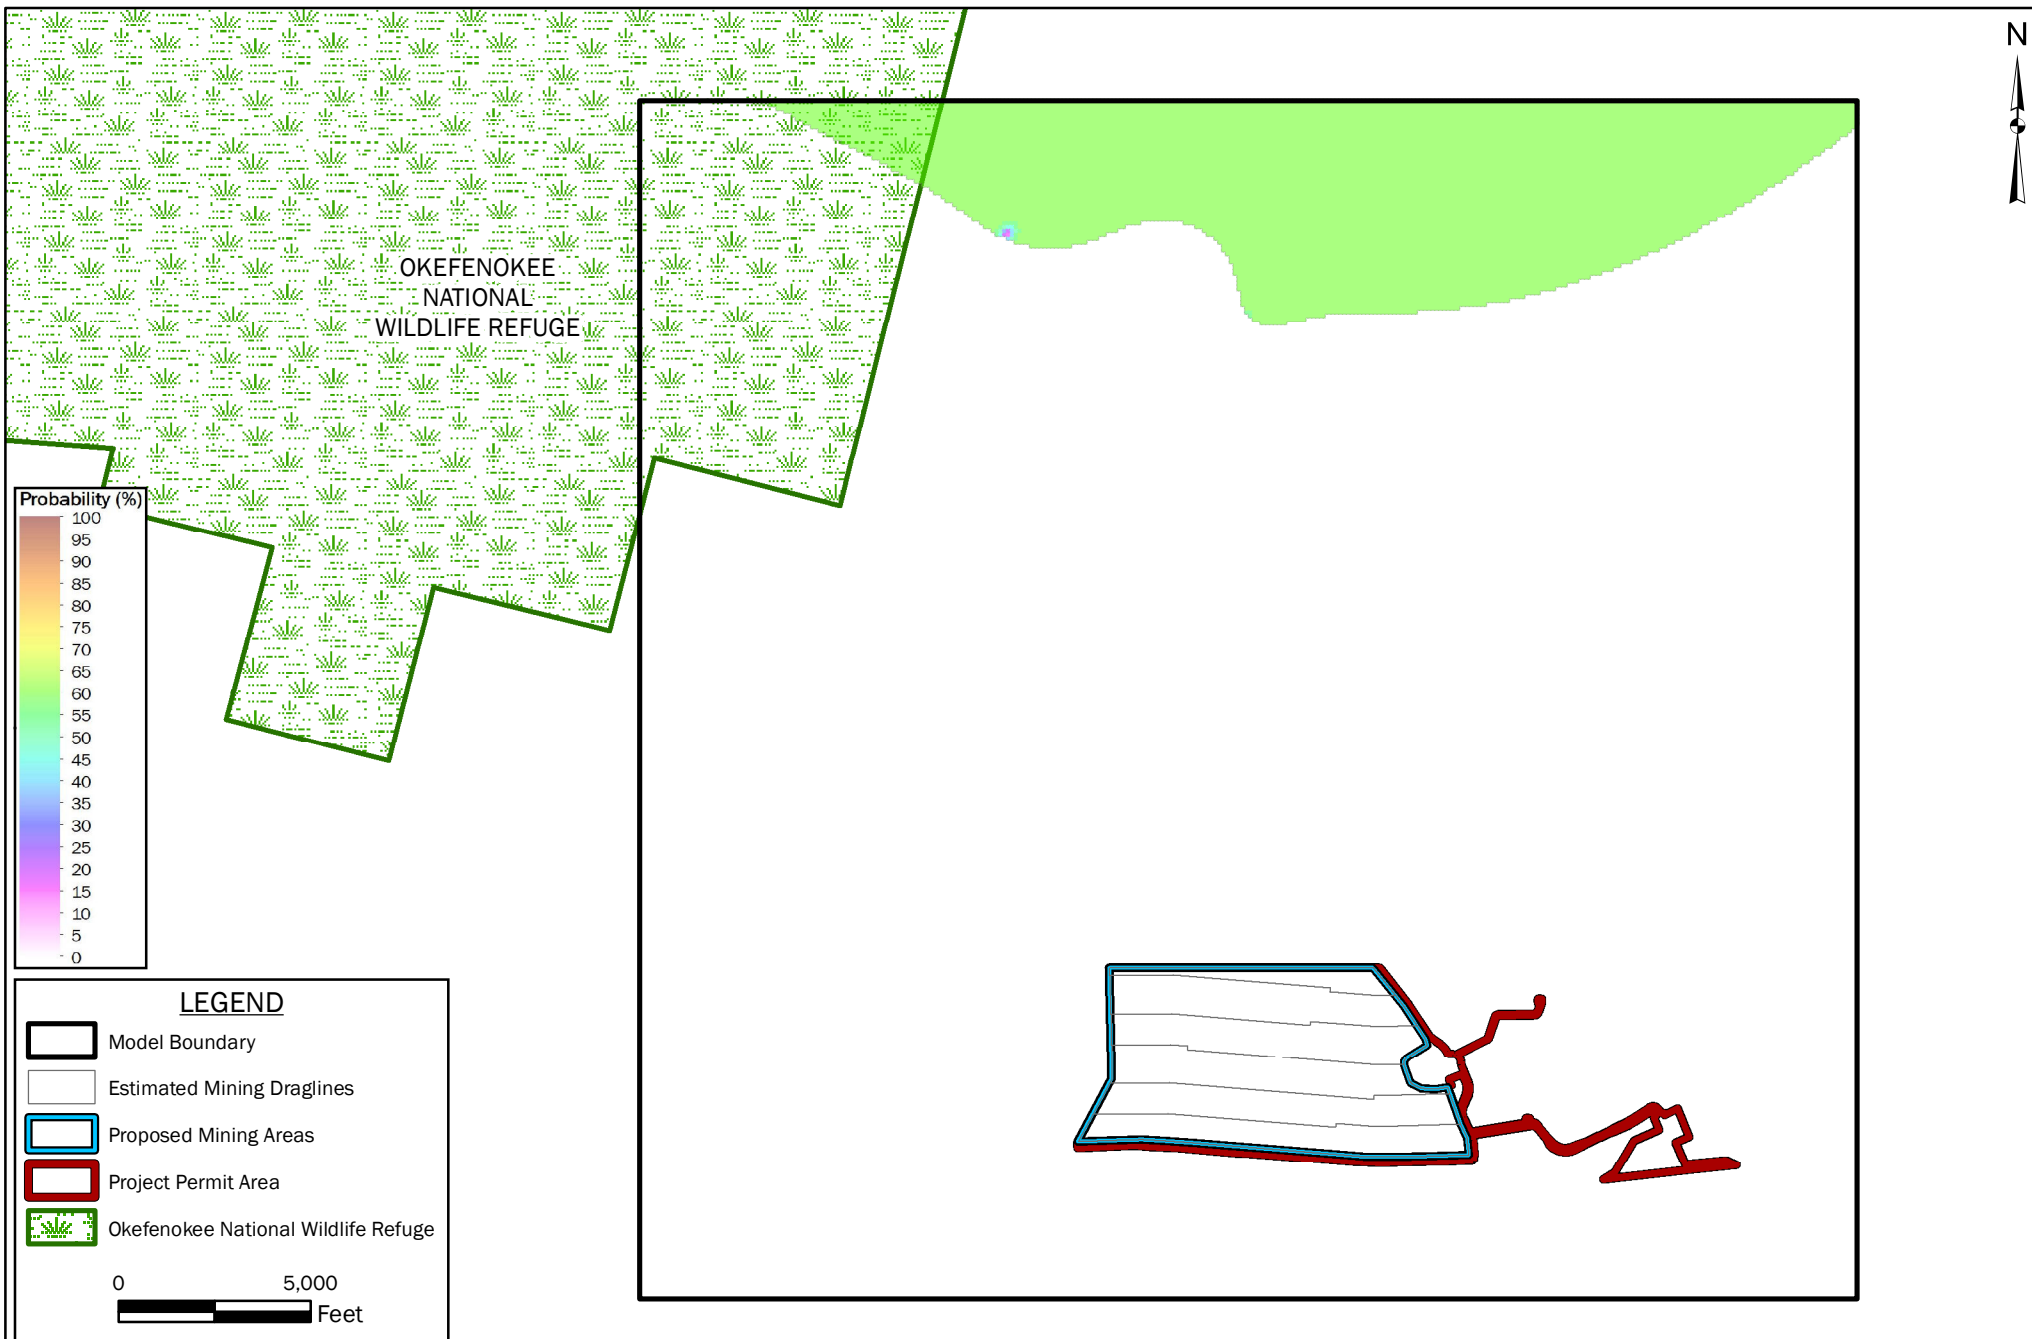 N
OKEFENOKEE
NATIONAL
WILDLIFE REFUGE
Probability (%)
100
95
90
85
80
75
70
65
60
55
50
45
40
35
30
25
20
15
10
5
0
LEGEND
Model Boundary
Estimated Mining Draglines
Proposed Mining Areas
Project Permit Area
Okefenokee National Wildlife Refuge
0 5,000
Feet